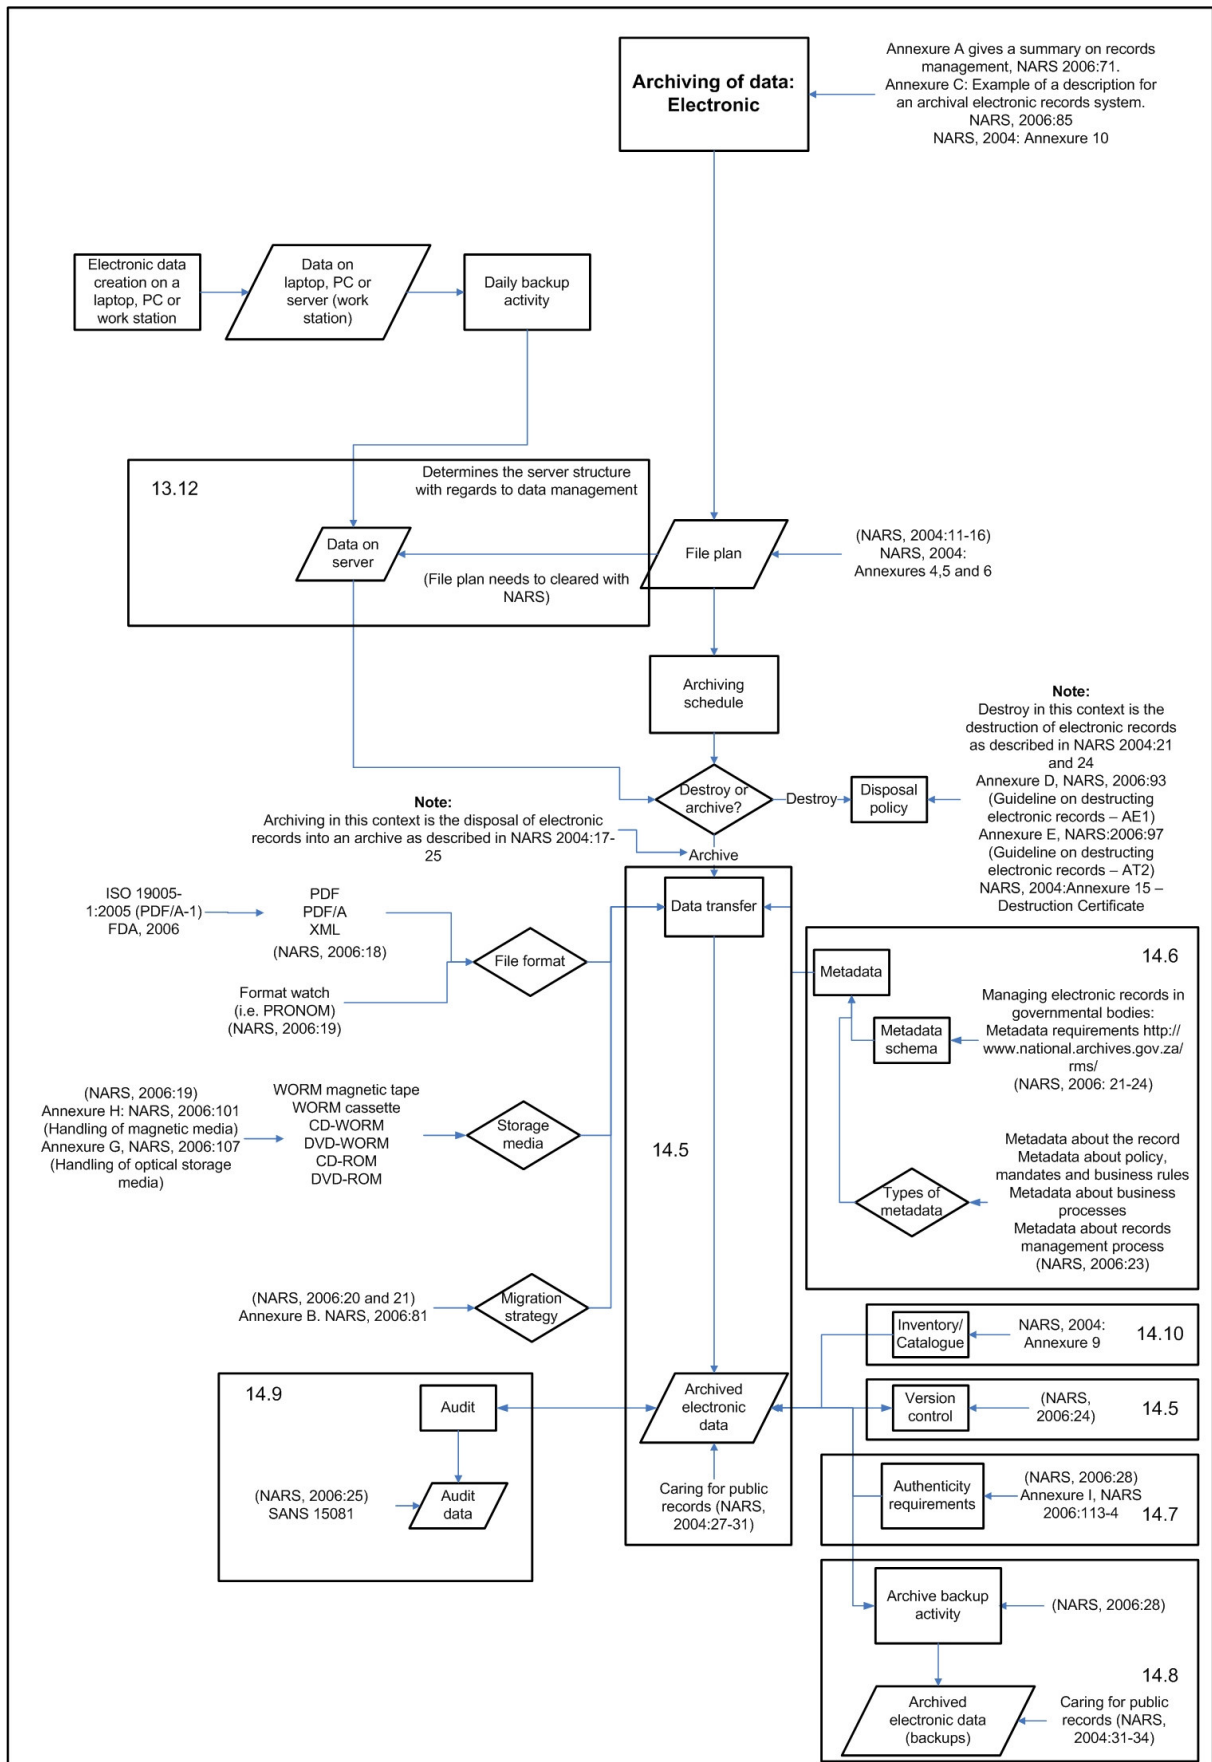 Archiving of data:
Electronic
Annexure A gives a summary on records
management, NARS 2006:71.
Annexure C: Example of a description for
an archival electronic records system.
NARS, 2006:85
NARS, 2004: Annexure 10
Electronic data
creation on a
laptop, PC or
work station
Data on
laptop, PC or
server (work
station)
Daily backup
activity
13.12
Determines the server structure
with regards to data management
Data on
server
File plan
(File plan needs to cleared with
NARS)
(NARS, 2004:11-16)
NARS, 2004:
Annexures 4,5 and 6
Archiving
schedule
Note:
Destroy in this context is the
destruction of electronic records
as described in NARS 2004:21
and 24
Annexure D, NARS, 2006:93
(Guideline on destructing
electronic records – AE1)
Annexure E, NARS:2006:97
(Guideline on destructing
electronic records – AT2)
NARS, 2004:Annexure 15 –
Destruction Certificate
Destroy or
archive?
Destroy
Disposal
policy
Note:
Archiving in this context is the disposal of electronic
records into an archive as described in NARS 2004:17-
25
Archive
Data transfer
ISO 19005-
1:2005 (PDF/A-1)
FDA, 2006
PDF
PDF/A
XML
(NARS, 2006:18)
File format
Format watch
(i.e. PRONOM)
(NARS, 2006:19)
14.6
Metadata
Metadata
schema
Managing electronic records in
governmental bodies:
Metadata requirements http://
www.national.archives.gov.za/
rms/
(NARS, 2006: 21-24)
(NARS, 2006:19)
Annexure H: NARS, 2006:101
(Handling of magnetic media)
Annexure G, NARS, 2006:107
(Handling of optical storage
media)
WORM magnetic tape
WORM cassette
CD-WORM
DVD-WORM
CD-ROM
DVD-ROM
Storage
media
14.5
Types of
metadata
Metadata about the record
Metadata about policy,
mandates and business rules
Metadata about business
processes
Metadata about records
management process
(NARS, 2006:23)
(NARS, 2006:20 and 21)
Annexure B. NARS, 2006:81
Migration
strategy
Inventory/
Catalogue
NARS, 2004:
Annexure 9
14.10
14.9
Audit
Archived
electronic
data
Version
control
(NARS,
2006:24)
14.5
(NARS, 2006:25)
SANS 15081
Audit
data
Caring for public
records (NARS,
2004:27-31)
Authenticity
requirements
(NARS, 2006:28)
Annexure I, NARS
2006:113-4
14.7
Archive backup
activity
(NARS, 2006:28)
14.8
Archived
electronic data
(backups)
Caring for public
records (NARS,
2004:31-34)